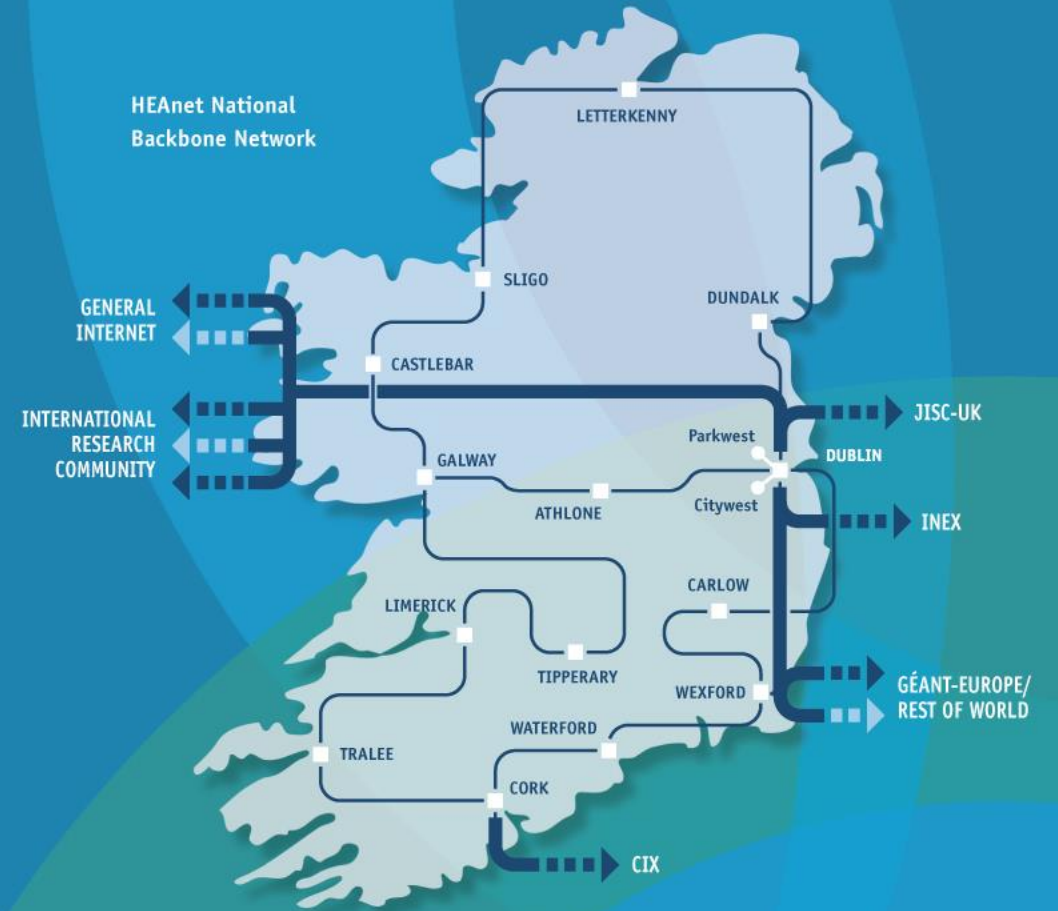 HEAnet National
Backbone Network
LETTERKENNY
SLIGO
DUNDALK
GENERAL
INTERNET
CASTLEBAR
INTERNATIONAL
RESEARCH
COMMUNITY
JISC-UK
Parkwest
DUBLIN
GALWAY
Citywest
ATHLONE
INEX
CARLOW
LIMERICK
TIPPERARY
WEXFORD
GÉANT-EUROPE/
REST OF WORLD
WATERFORD
TRALEE
CORK
CIX